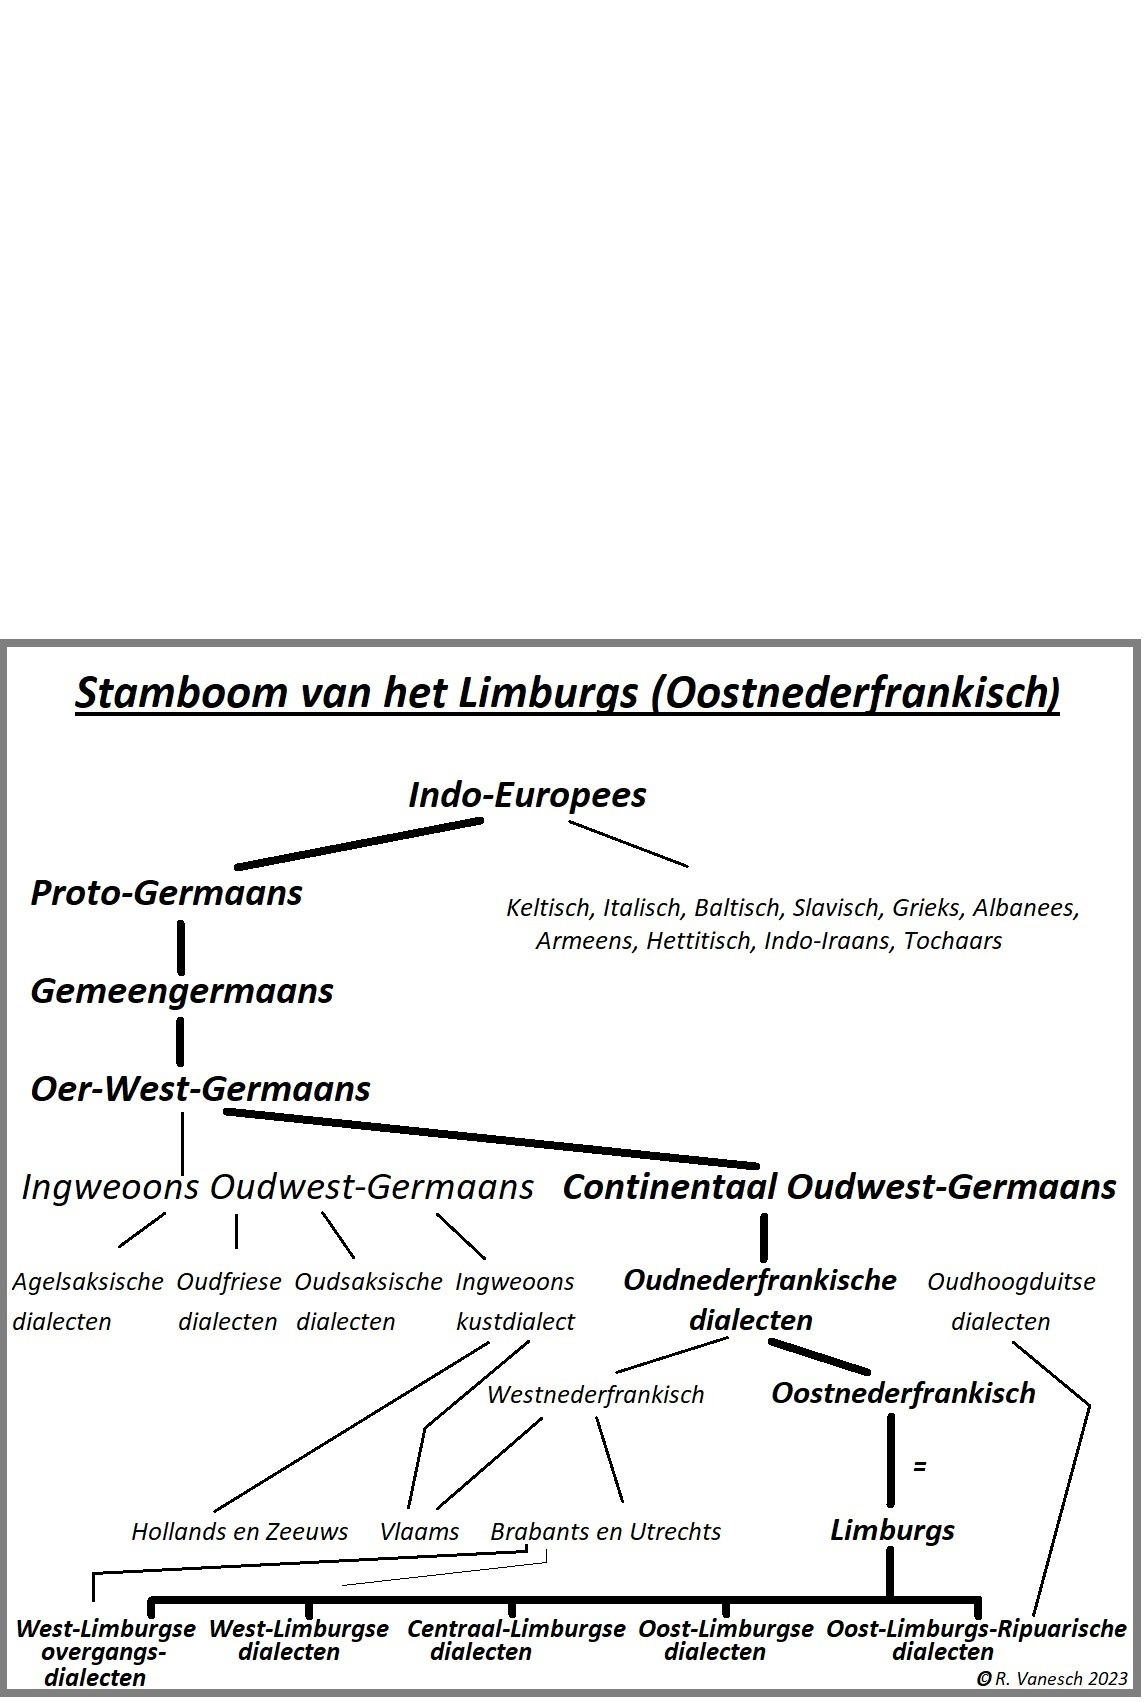 Stamboom van het Limburgs (Oostnederfrankisch)
Indo-Europees
Proto-Germaans
Keltisch, Italisch, Baltisch, Slavisch, Grieks, Albanees,
Armeens, Hettitisch, Indo-Iraans, Tochaars
Gemeengermaans
Oer-West-Germaans
Ingweoons Oudwest-Germaans
Continentaal Oudwest-Germaans
Agelsaksische
dialecten
Oudfriese
dialecten
Oudsaksische
dialecten
Ingweoons
kustdialect
Oudnederfrankische
dialecten
Oudhoogduitse
dialecten
Westnederfrankisch
Oostnederfrankisch
=
Hollands en Zeeuws
Vlaams
Brabants en Utrechts
Limburgs
West-Limburgse
overgangs-
dialecten
West-Limburgse
dialecten
Centraal-Limburgse
dialecten
Oost-Limburgse
dialecten
Oost-Limburgs-Ripuarische
dialecten
© R. Vanesch 2023